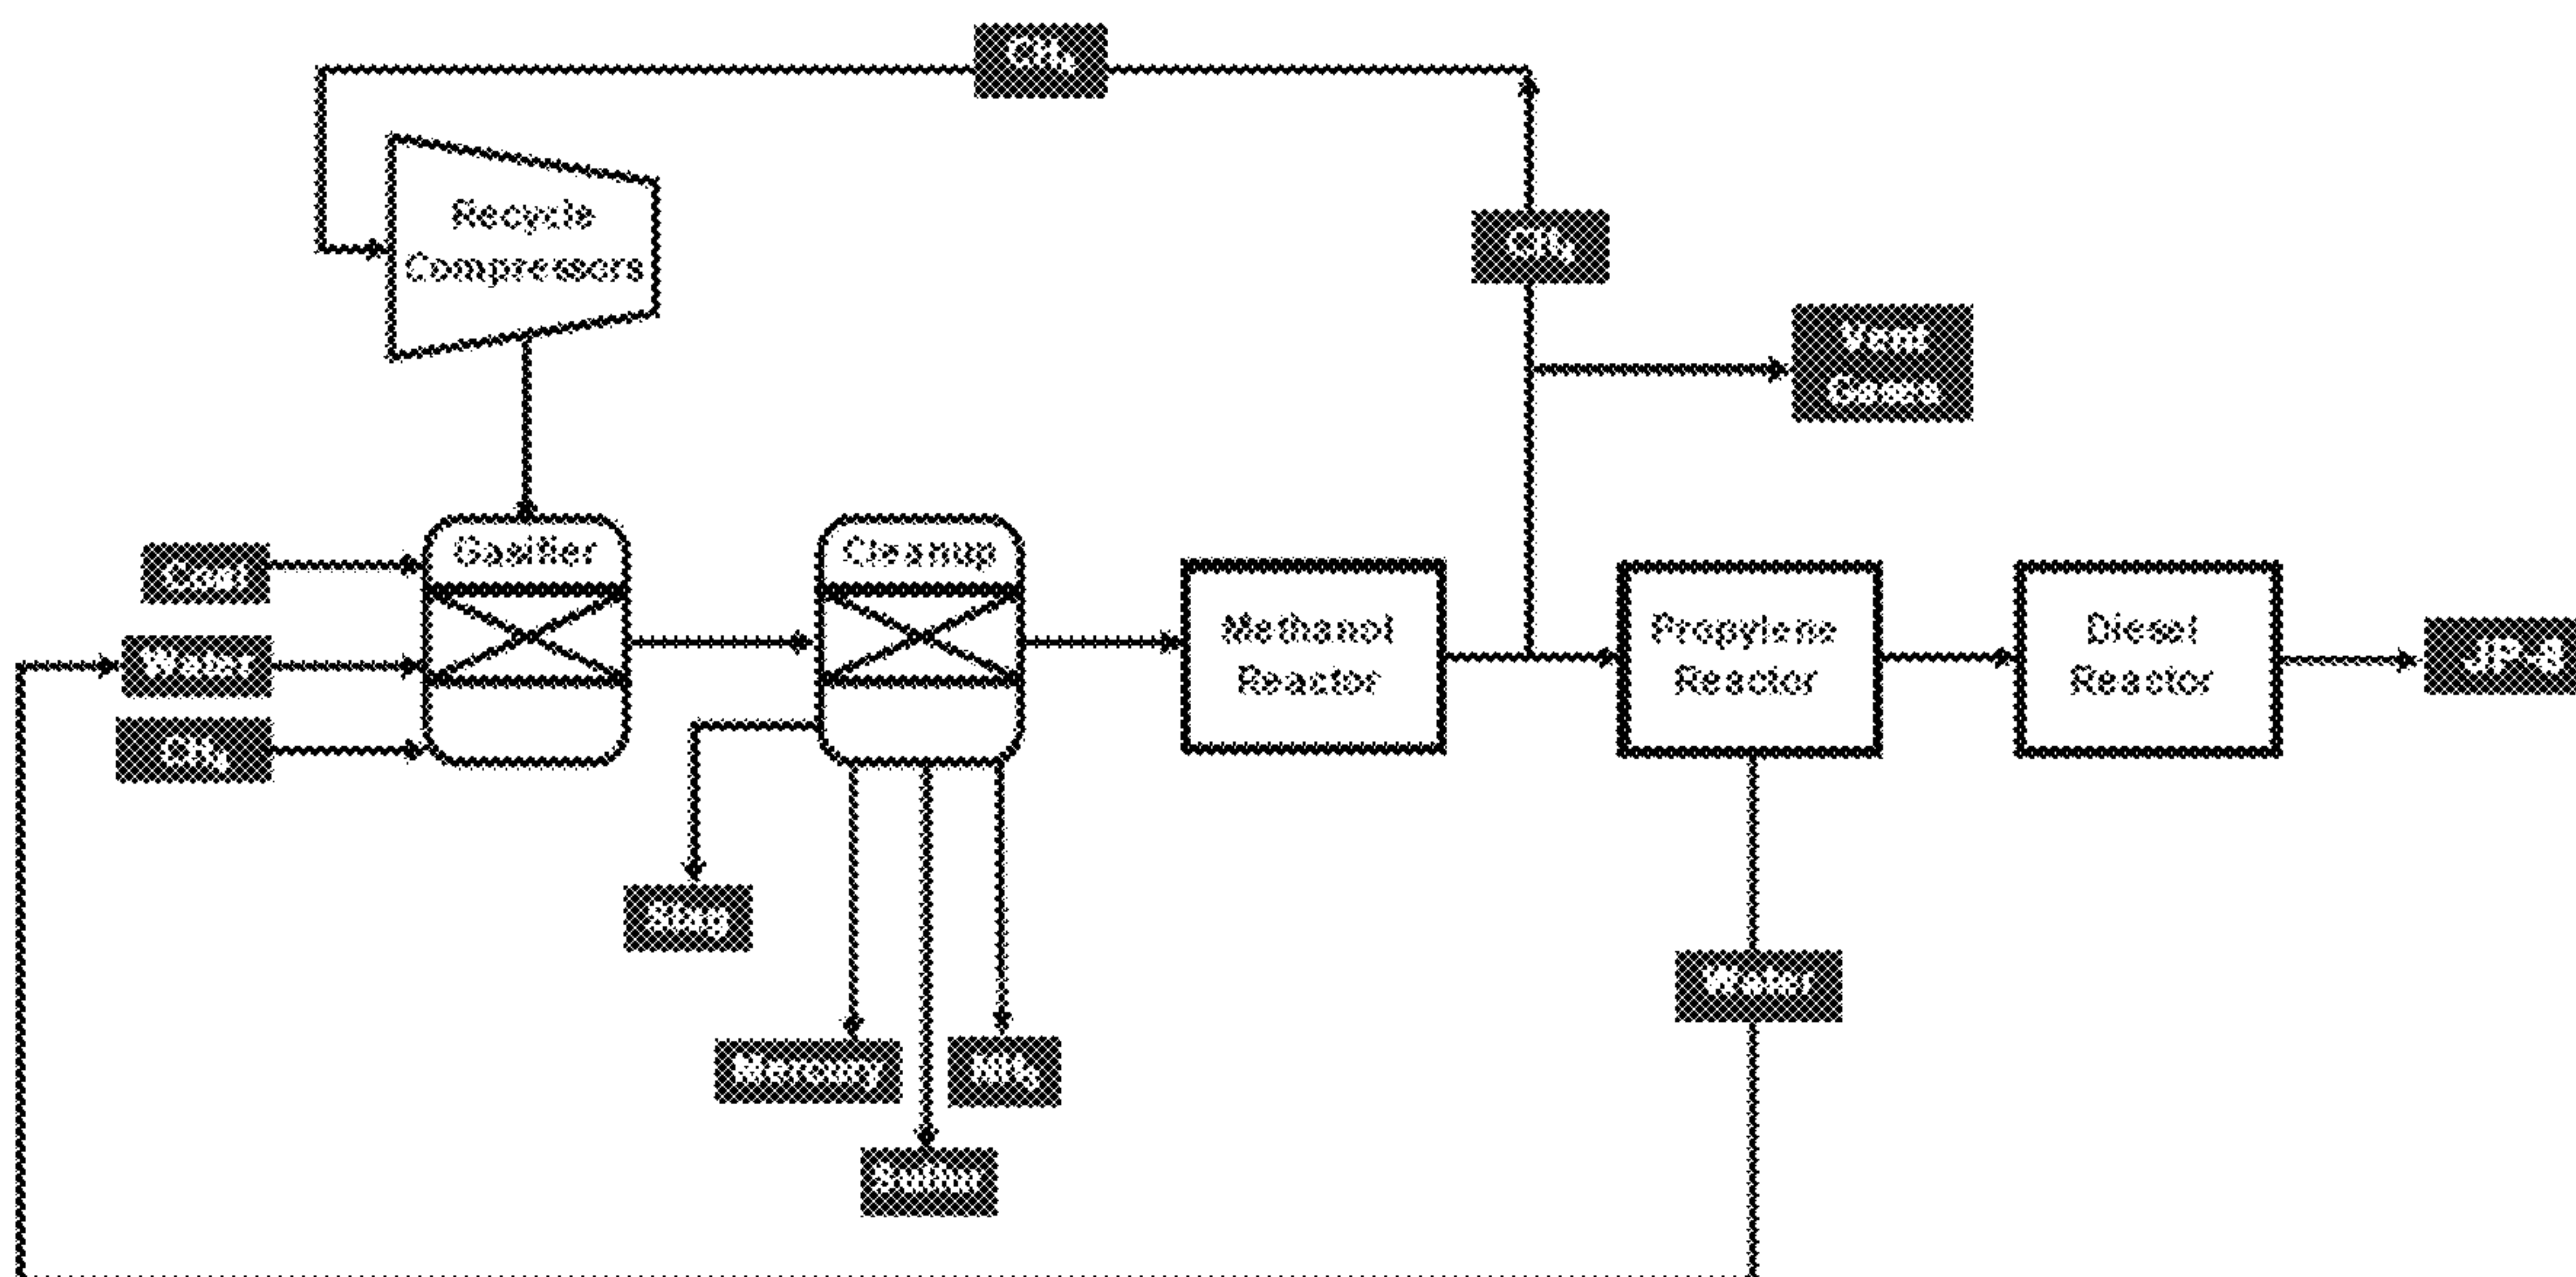 CH₄
Recycle
Compressors
CH₄
Vent
Gases
Gasifier
Cleanup
Coal
Methanol
Reactor
Propylene
Reactor
Diesel
Reactor
Water
JP-8
CH₄
Slag
Water
Mercury
NH₃
Sulfur